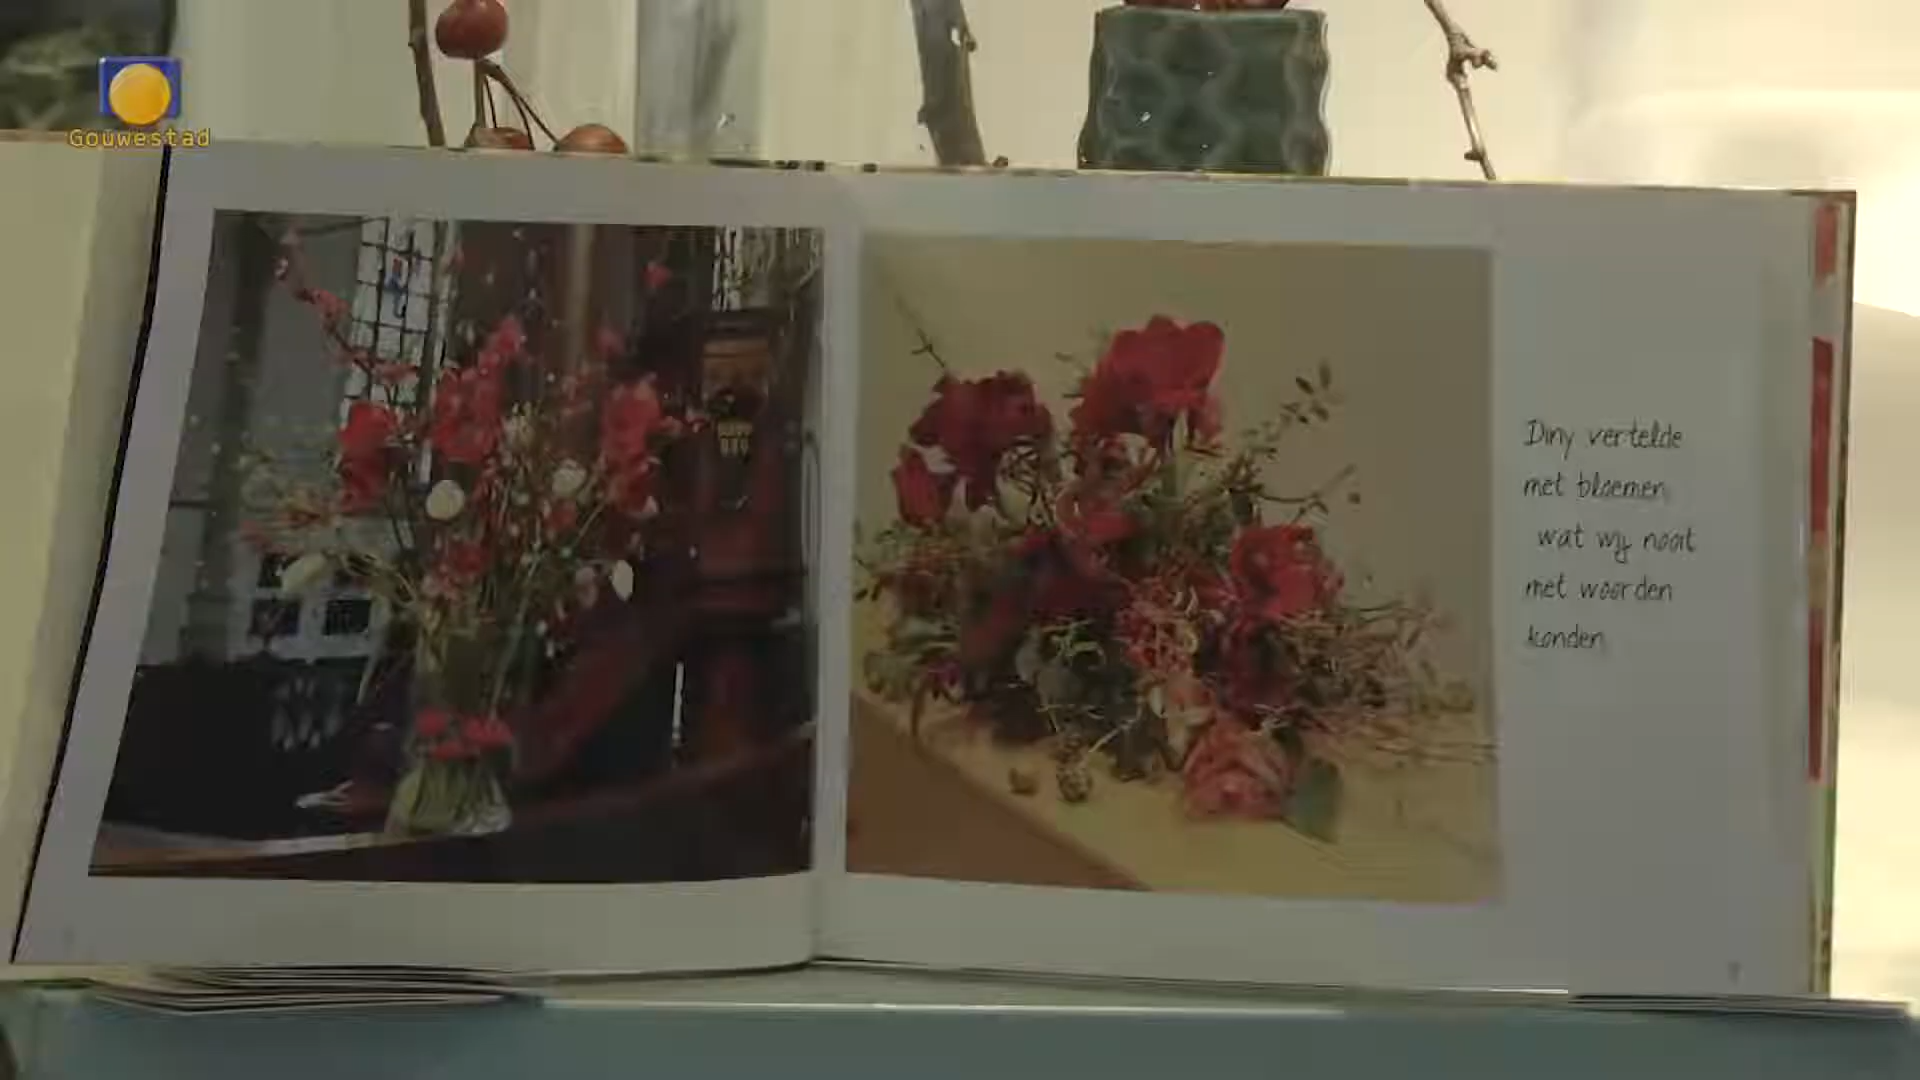 Gouwestad
Diny vertelde
met bloemen
wat wij nooit
met woorden
konden